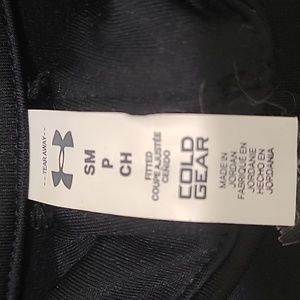 -- TEAR AWAY --
SM
P
CH
FITTED
COUPE AJUSTÉE
CEÑIDO
COLD
GEAR
MADE IN
JORDAN
FABRIQUÉ EN
JORDANIE
HECHO EN
JORDANIA